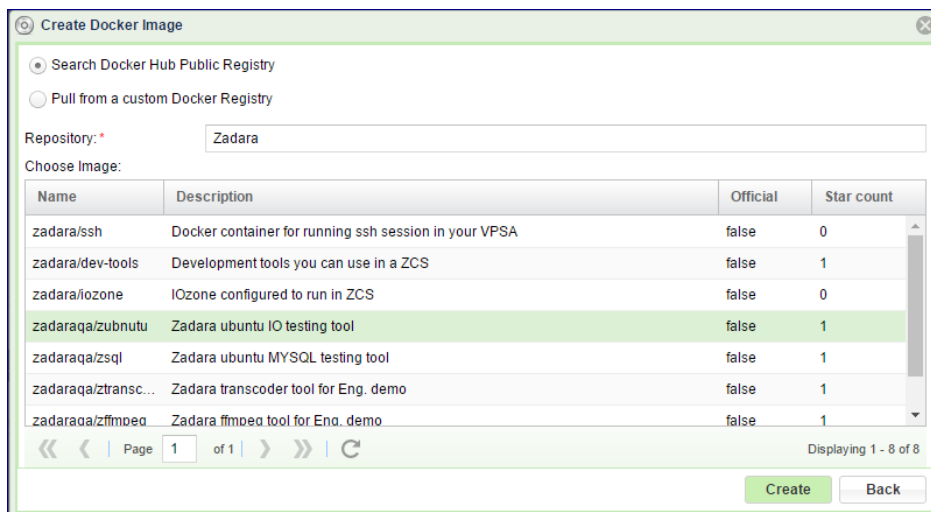 Create Docker Image
Search Docker Hub Public Registry
Pull from a custom Docker Registry
Repository:* Zadara
Choose Image:
Name Description Official Star count
zadara/ssh Docker container for running ssh session in your VPSA false 0
zadara/dev-tools Development tools you can use in a ZCS false 1
zadara/iozone IOzone configured to run in ZCS false 0
zadaraqa/zubnutu Zadara ubuntu IO testing tool false 1
zadaraqa/zsql Zadara ubuntu MYSQL testing tool false 1
zadaraqa/ztransc... Zadara transcoder tool for Eng. demo false 1
zadaraqa/zffmpeg Zadara ffmpeg tool for Eng. demo false 1
Page 1 of 1 Displaying 1 - 8 of 8
Create Back